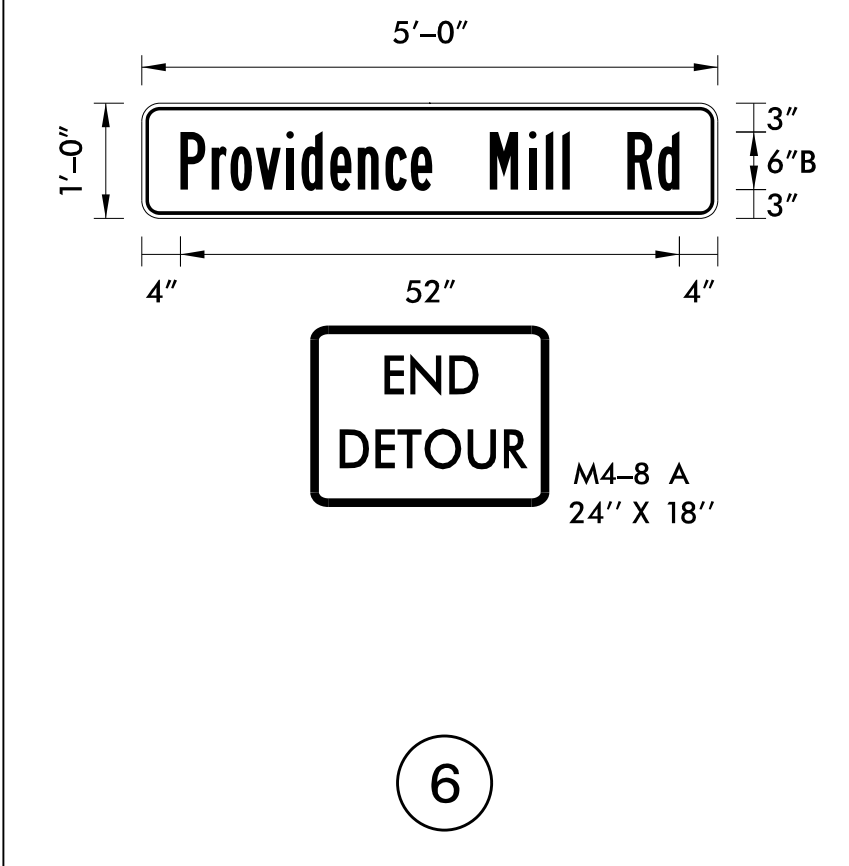 5′–0″
1′–0″
Providence Mill Rd
3″
6″B
3″
4″ 52″ 4″
END
DETOUR
M4–8 A
24′′ X 18′′
6